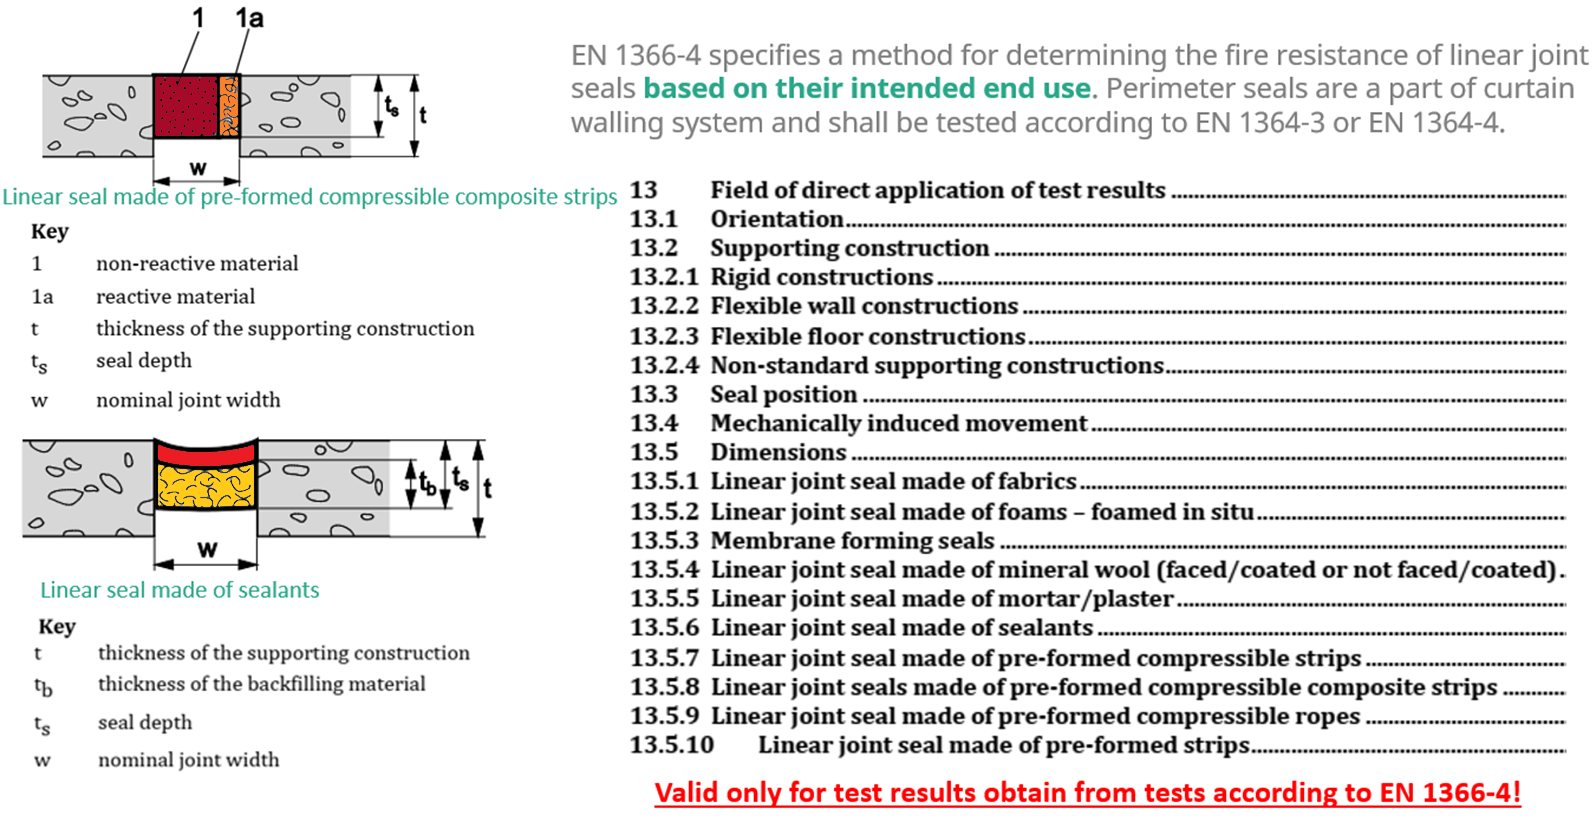 1 1a
ts
t
w
Linear seal made of pre-formed compressible composite strips
Key
1 non-reactive material
1a reactive material
t thickness of the supporting construction
ts seal depth
w nominal joint width
tb ts t
w
Linear seal made of sealants
Key
t thickness of the supporting construction
tb thickness of the backfilling material
ts seal depth
w nominal joint width
EN 1366-4 specifies a method for determining the fire resistance of linear joint
seals based on their intended end use. Perimeter seals are a part of curtain
walling system and shall be tested according to EN 1364-3 or EN 1364-4.
13 Field of direct application of test results
13.1 Orientation
13.2 Supporting construction
13.2.1 Rigid constructions
13.2.2 Flexible wall constructions
13.2.3 Flexible floor constructions
13.2.4 Non-standard supporting constructions
13.3 Seal position
13.4 Mechanically induced movement
13.5 Dimensions
13.5.1 Linear joint seal made of fabrics
13.5.2 Linear joint seal made of foams – foamed in situ
13.5.3 Membrane forming seals
13.5.4 Linear joint seal made of mineral wool (faced/coated or not faced/coated)
13.5.5 Linear joint seal made of mortar/plaster
13.5.6 Linear joint seal made of sealants
13.5.7 Linear joint seal made of pre-formed compressible strips
13.5.8 Linear joint seals made of pre-formed compressible composite strips
13.5.9 Linear joint seal made of pre-formed compressible ropes
13.5.10 Linear joint seal made of pre-formed strips
Valid only for test results obtain from tests according to EN 1366-4!